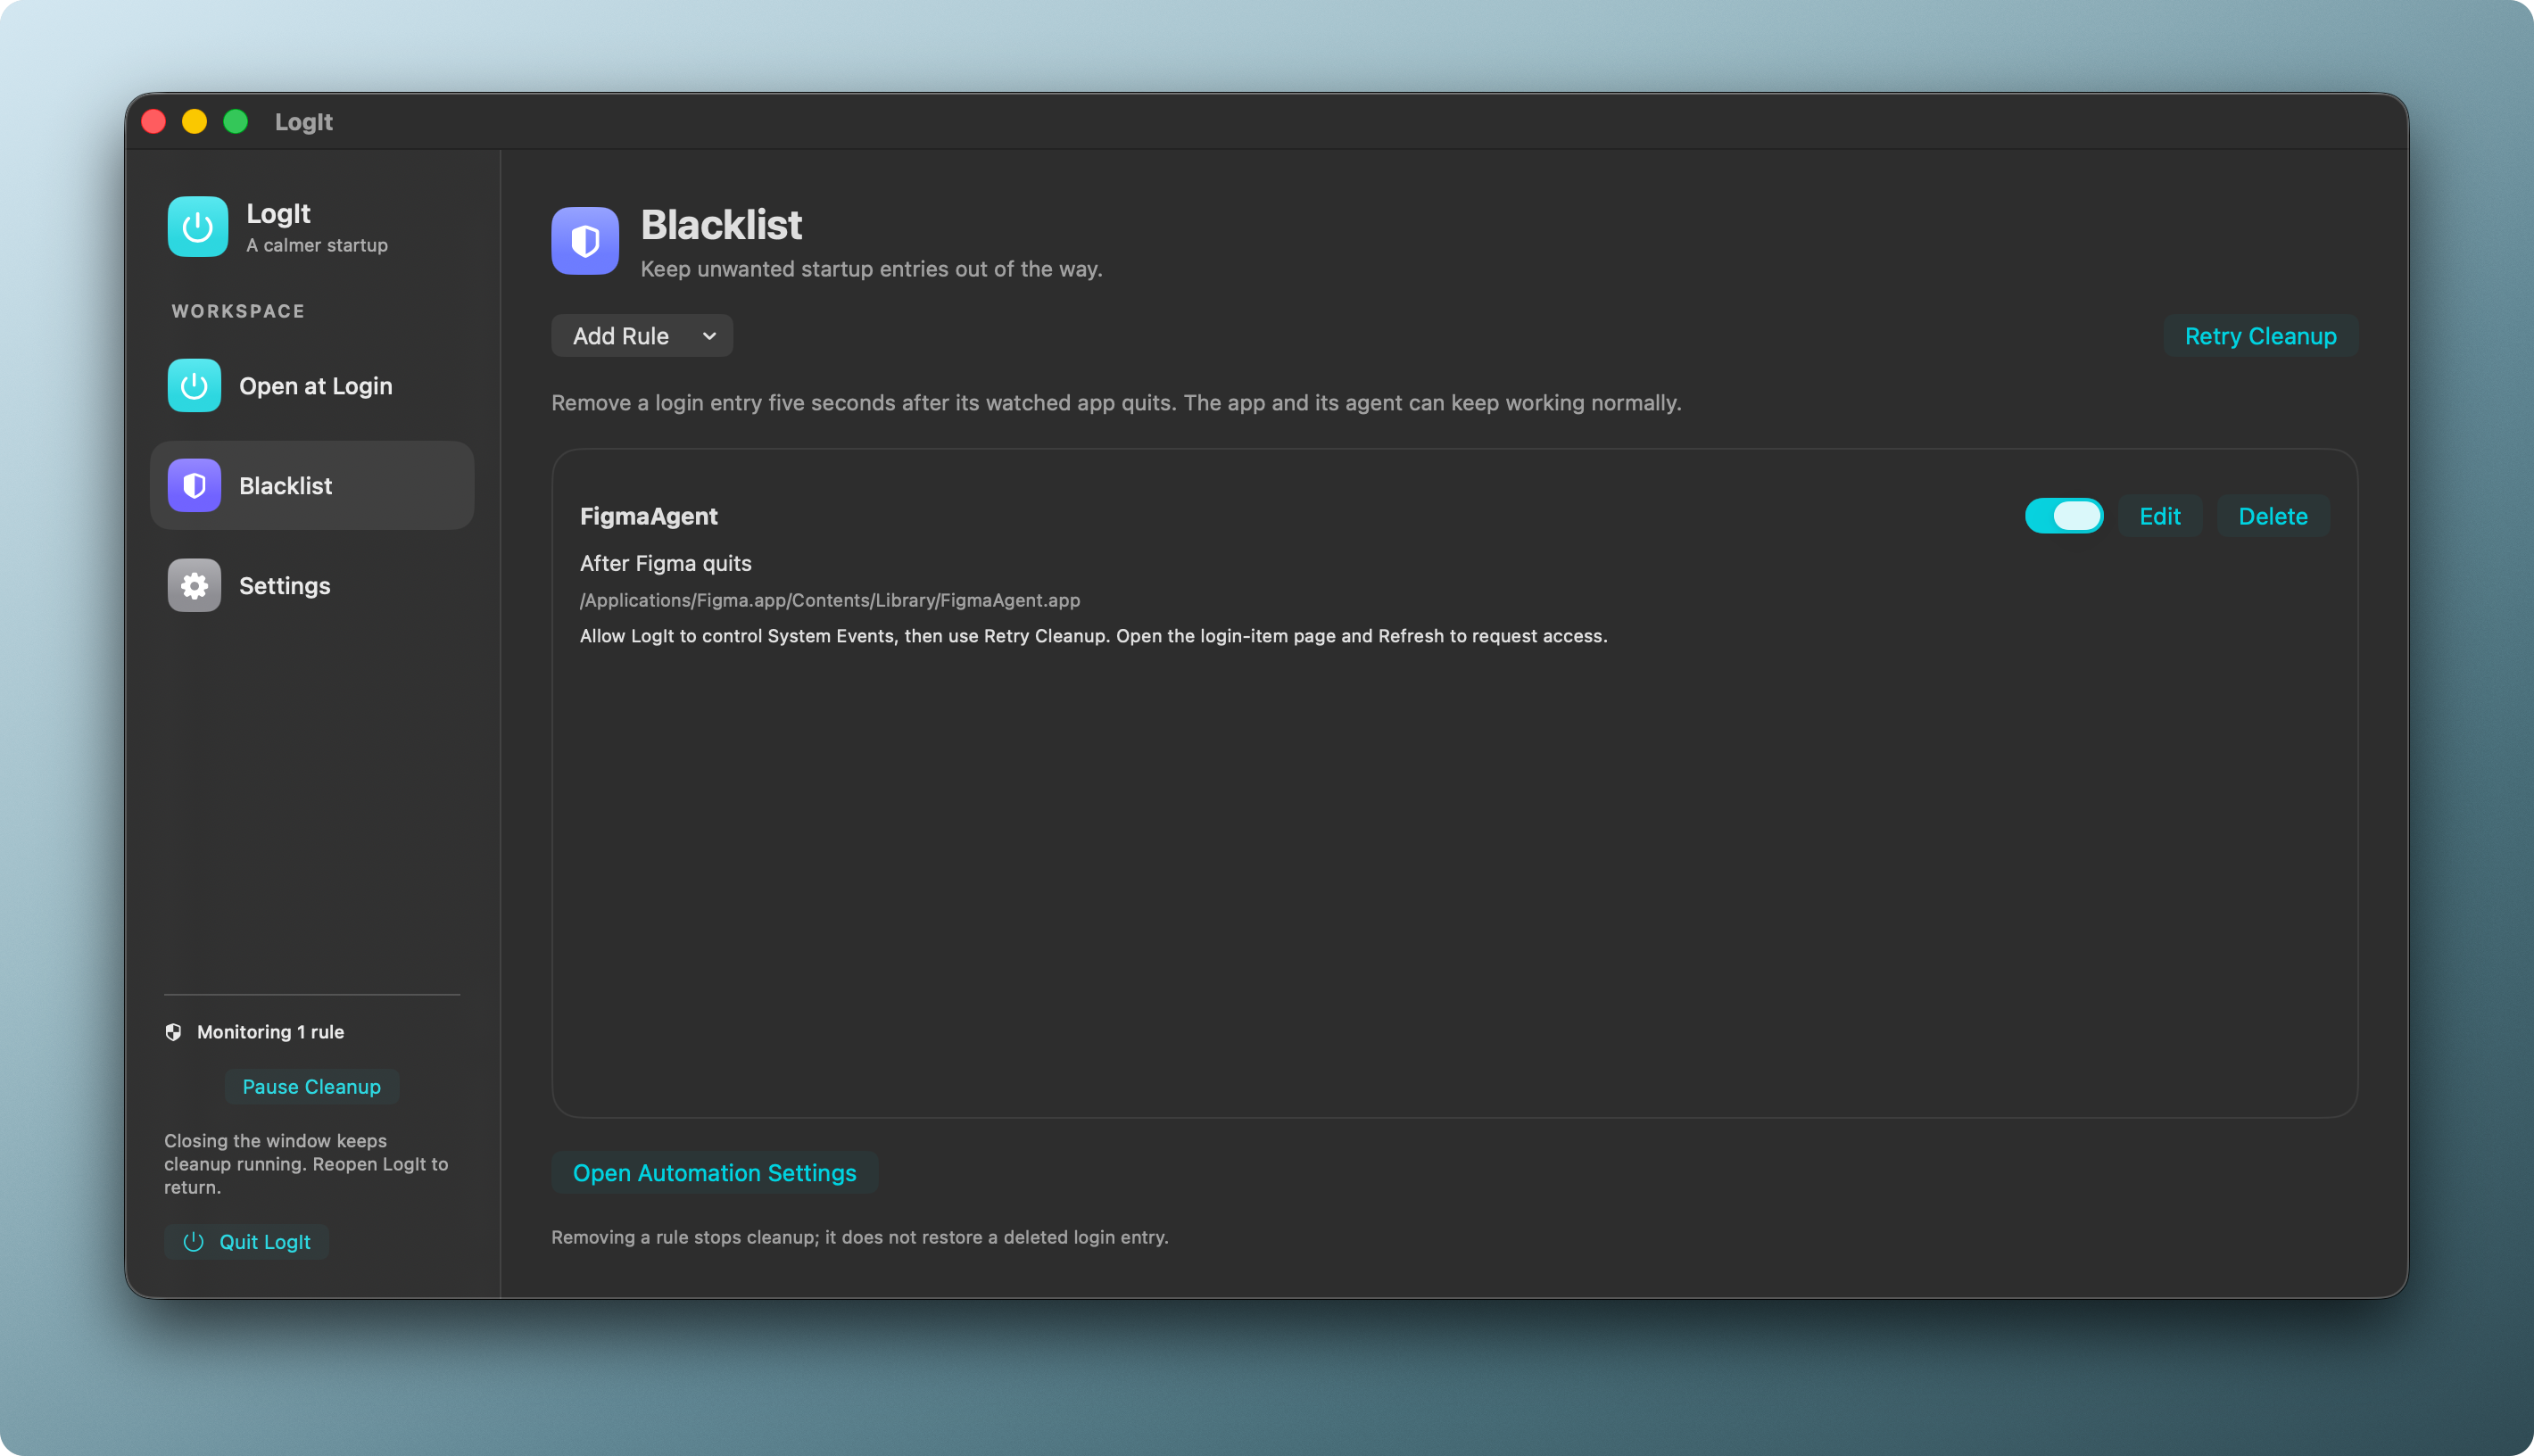 LogIt
LogIt
A calmer startup
WORKSPACE
Open at Login
Blacklist
Settings
Monitoring 1 rule
Pause Cleanup
Closing the window keeps
cleanup running. Reopen LogIt to
return.
Quit LogIt
Blacklist
Keep unwanted startup entries out of the way.
Add Rule
Retry Cleanup
Remove a login entry five seconds after its watched app quits. The app and its agent can keep working normally.
FigmaAgent
Edit
Delete
After Figma quits
/Applications/Figma.app/Contents/Library/FigmaAgent.app
Allow LogIt to control System Events, then use Retry Cleanup. Open the login-item page and Refresh to request access.
Open Automation Settings
Removing a rule stops cleanup; it does not restore a deleted login entry.